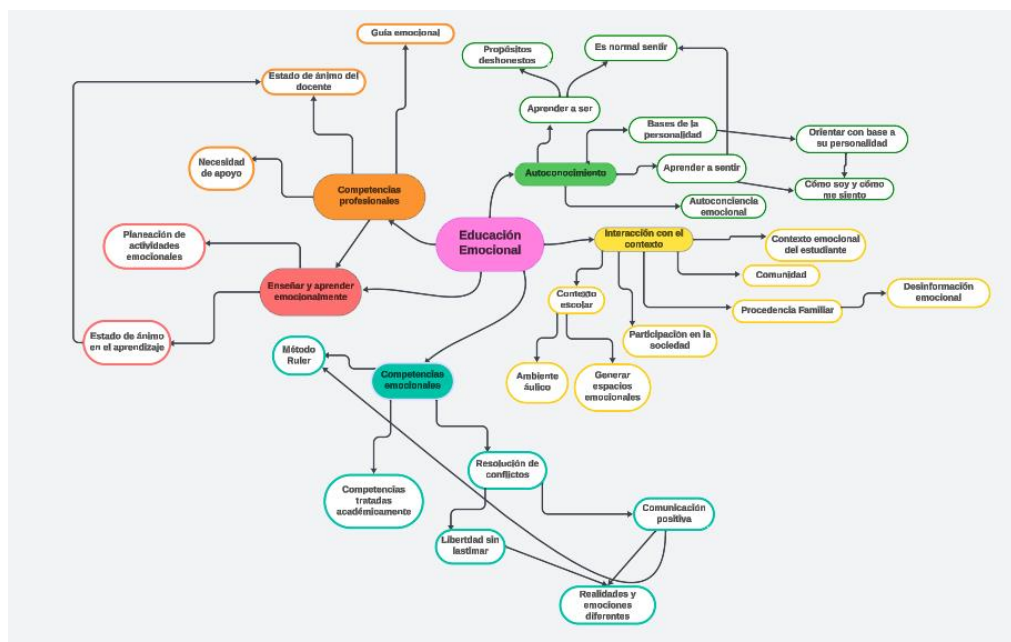 Guía emocional
Propósitos
deshonestos
Es normal sentir
Estado de ánimo del
docente
Aprender a ser
Bases de la
personalidad
Orientar con base a
su personalidad
Necesidad
de apoyo
Autoconocimiento
Aprender a sentir
Cómo soy y cómo
me siento
Competencias
profesionales
Autoconciencia
emocional
Educación
Emocional
Interacción con el
contexto
Contexto emocional
del estudiante
Planeación de
actividades
emocionales
Comunidad
Enseñar y aprender
emocionalmente
Contexto
escolar
Desinformación
emocional
Procedencia Familiar
Estado de ánimo
en el aprendizaje
Participación en la
sociedad
Método
Ruler
Competencias
emocionales
Ambiente
áulico
Generar
espacios
emocionales
Resolución de
conflictos
Competencias
tratadas
académicamente
Comunicación
positiva
Libertdad sin
lastimar
Realidades y
emociones
diferentes